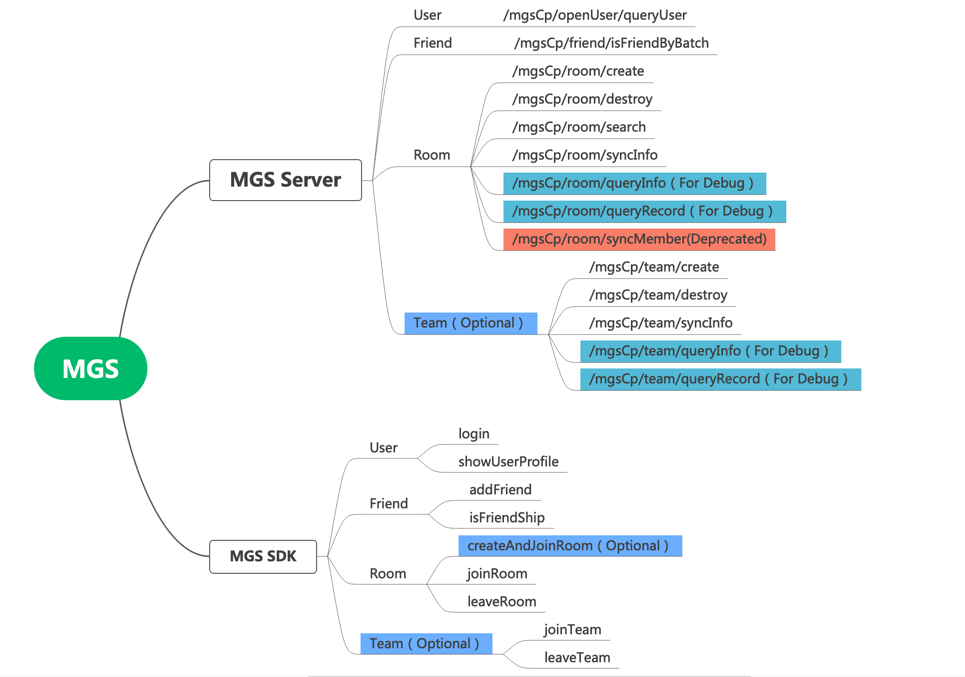 MGS
MGS Server
User
/mgsCp/openUser/queryUser
Friend
/mgsCp/friend/isFriendByBatch
Room
/mgsCp/room/create
/mgsCp/room/destroy
/mgsCp/room/search
/mgsCp/room/syncInfo
/mgsCp/room/queryInfo ( For Debug )
/mgsCp/room/queryRecord ( For Debug )
/mgsCp/room/syncMember(Deprecated)
Team ( Optional )
/mgsCp/team/create
/mgsCp/team/destroy
/mgsCp/team/syncInfo
/mgsCp/team/queryInfo ( For Debug )
/mgsCp/team/queryRecord ( For Debug )
MGS SDK
User
login
showUserProfile
Friend
addFriend
isFriendShip
Room
createAndJoinRoom ( Optional )
joinRoom
leaveRoom
Team ( Optional )
joinTeam
leaveTeam